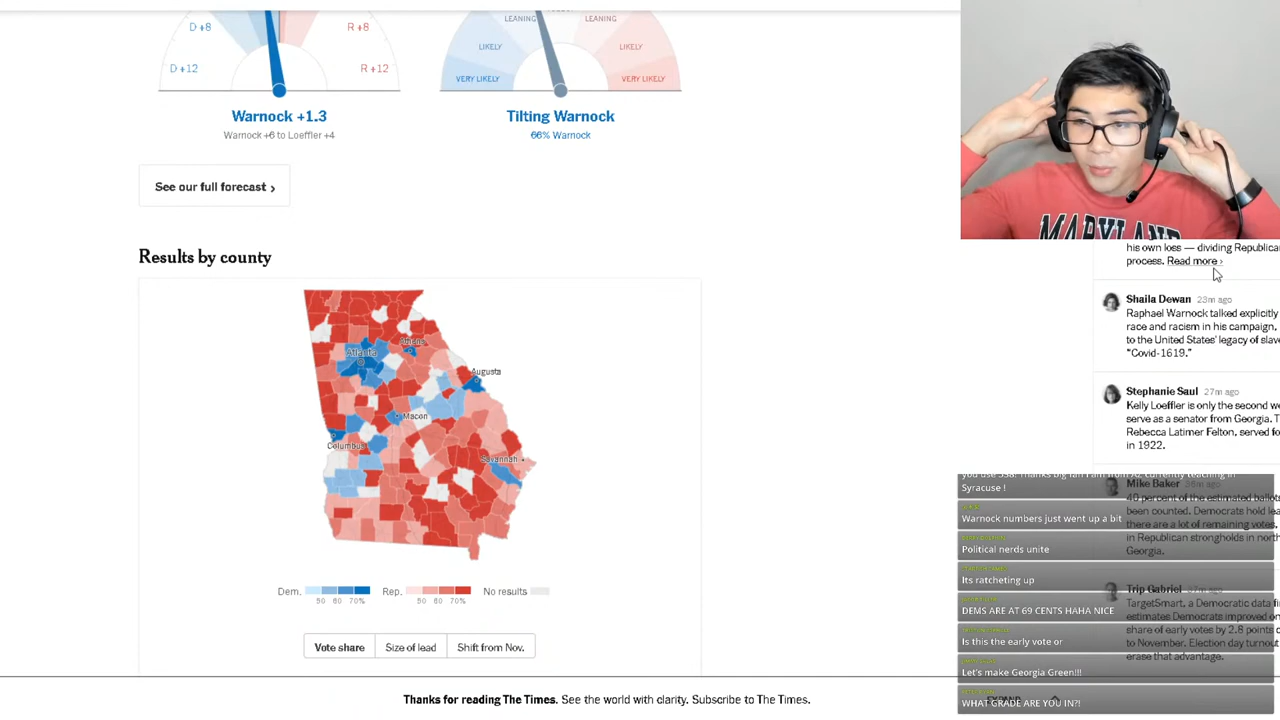 D +8
R +8
D +12
R +12
LEANING
LEANING
LIKELY
LIKELY
VERY LIKELY
VERY LIKELY
Warnock +1.3
Warnock +6 to Loeffler +4
Tilting Warnock
66% Warnock
See our full forecast ›
Results by county
Atlanta
Athens
Augusta
Macon
Columbus
Savannah
Dem.
50 60 70%
Rep.
50 60 70%
No results
Vote share
Size of lead
Shift from Nov.
Thanks for reading The Times. See the world with clarity. Subscribe to The Times.
MARYLAND
his own loss — dividing Republica
process. Read more ›
Shaila Dewan 23m ago
Raphael Warnock talked explicitly
race and racism in his campaign,
to the United States' legacy of slav
"Covid-1619."
Stephanie Saul 27m ago
Kelly Loeffler is only the second w
serve as a senator from Georgia. T
Rebecca Latimer Felton, served fo
in 1922.
Mike Baker 36m ago
40 percent of the estimated ballot
been counted. Democrats hold lea
there are a lot of remaining votes,
in Republican strongholds in north
Georgia.
Trip Gabriel 37m ago
TargetSmart, a Democratic data fi
estimates Democrats improved on
share of early votes by 2.8 points
to November. Election day turnout
erase that advantage.
Syracuse !
Warnock numbers just went up a bit
Political nerds unite
Its ratcheting up
DEMS ARE AT 69 CENTS HAHA NICE
Is this the early vote or
Let's make Georgia Green!!!
WHAT GRADE ARE YOU IN?!